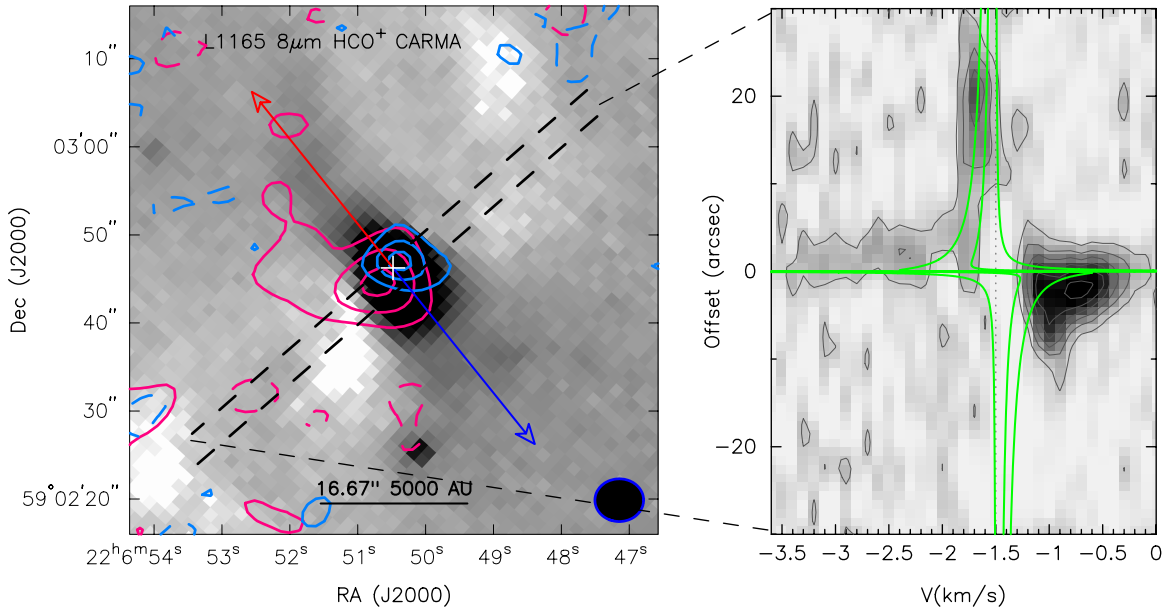 L1165 8μm HCO⁺ CARMA
10″
03′00″
50″
40″
30″
59°02′20″
Dec (J2000)
16.67″ 5000 AU
22ʰ6ᵐ54ˢ 53ˢ 52ˢ 51ˢ 50ˢ 49ˢ 48ˢ 47ˢ
RA (J2000)
20
0
−20
Offset (arcsec)
−3.5 −3 −2.5 −2 −1.5 −1 −0.5 0
V(km/s)